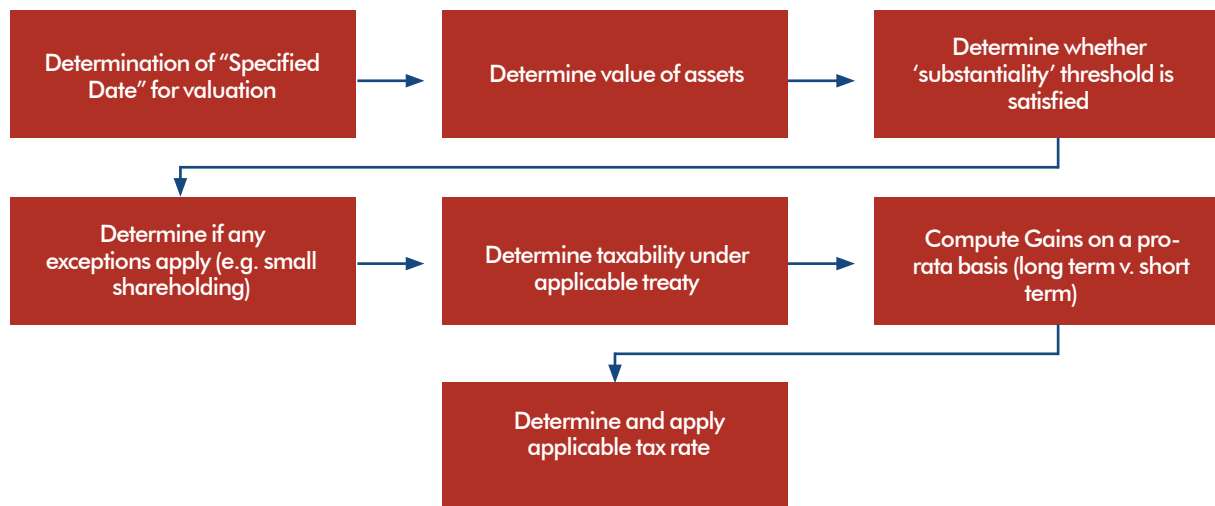 Determination of “Specified
Date” for valuation
Determine value of assets
Determine whether
‘substantiality’ threshold is
satisfied
Determine if any
exceptions apply (e.g. small
shareholding)
Determine taxability under
applicable treaty
Compute Gains on a pro-
rata basis (long term v. short
term)
Determine and apply
applicable tax rate